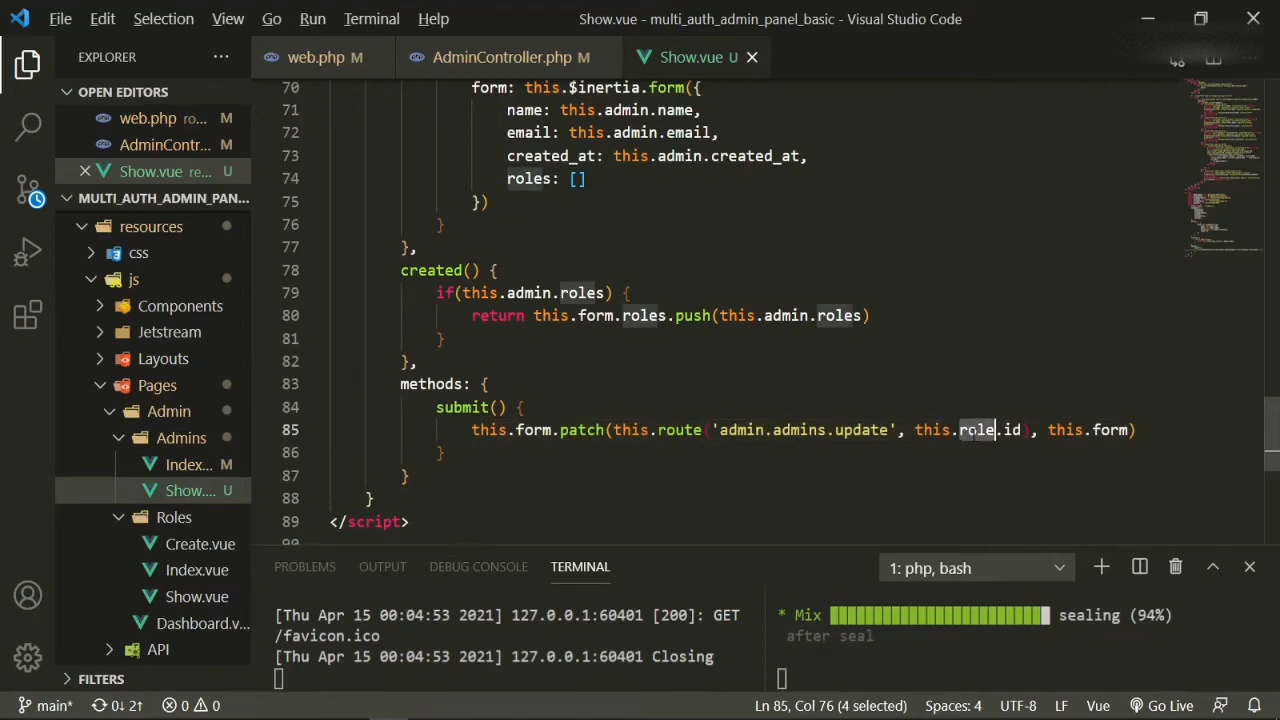 File Edit Selection View Go Run Terminal Help Show.vue - multi_auth_admin_panel_basic - Visual Studio Code
EXPLORER
web.php M AdminController.php M Show.vue U
OPEN EDITORS
web.php ro... M
AdminContr... M
Show.vue re... U
MULTI_AUTH_ADMIN_PAN...
resources
css
js
Components
Jetstream
Layouts
Pages
Admin
Admins
Index... M
Show.... U
Roles
Create.vue
Index.vue
Show.vue
Dashboard.v...
API
FILETERS
70 form: this.$inertia.form({
71 name: this.admin.name,
72 email: this.admin.email,
73 created_at: this.admin.created_at,
74 roles: []
75 })
76 }
77 },
78 created() {
79 if(this.admin.roles) {
80 return this.form.roles.push(this.admin.roles)
81 }
82 },
83 methods: {
84 submit() {
85 this.form.patch(this.route('admin.admins.update', this.role.id), this.form)
86 }
87 }
88 }
89 </script>
90
PROBLEMS OUTPUT DEBUG CONSOLE TERMINAL 1: php, bash
[Thu Apr 15 00:04:53 2021] 127.0.0.1:60401 [200]: GET
/favicon.ico
[Thu Apr 15 00:04:53 2021] 127.0.0.1:60401 Closing
* Mix sealing (94%)
after seal
main* 0↓ 2↑ 0 0 Ln 85, Col 76 (4 selected) Spaces: 4 UTF-8 LF Vue Go Live